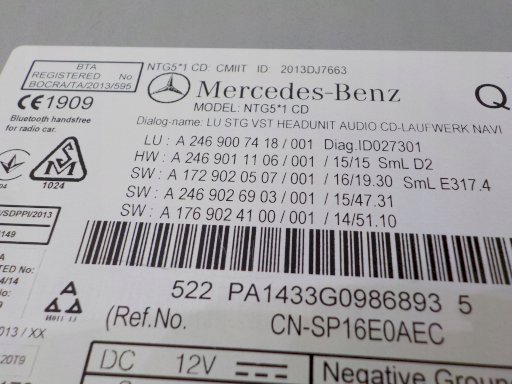 BTA
REGISTERED No
BOCRA/TA/2013/595
CE1909
Bluetooth handsfree
for radio car.
1024
/SDPPI/2013
149
NTG5*1 CD: CMIIT ID: 2013DJ7663
Mercedes-Benz
Q
MODEL: NTG5*1 CD
Dialog-name: LU STG VST HEADUNIT AUDIO CD-LAUFWERK NAVI
LU : A 246 900 74 18 / 001 Diag.ID027301
HW : A 246 901 11 06 / 001 / 15/15 SmL D2
SW : A 172 902 05 07 / 001 / 16/19.30 SmL E317.4
SW : A 246 902 69 03 / 001 / 15/47.31
SW : A 176 902 41 00 / 001 / 14/51.10
522 PA1433G0986893 5
(Ref.No. CN-SP16E0AEC
DC 12V
Negative Ground